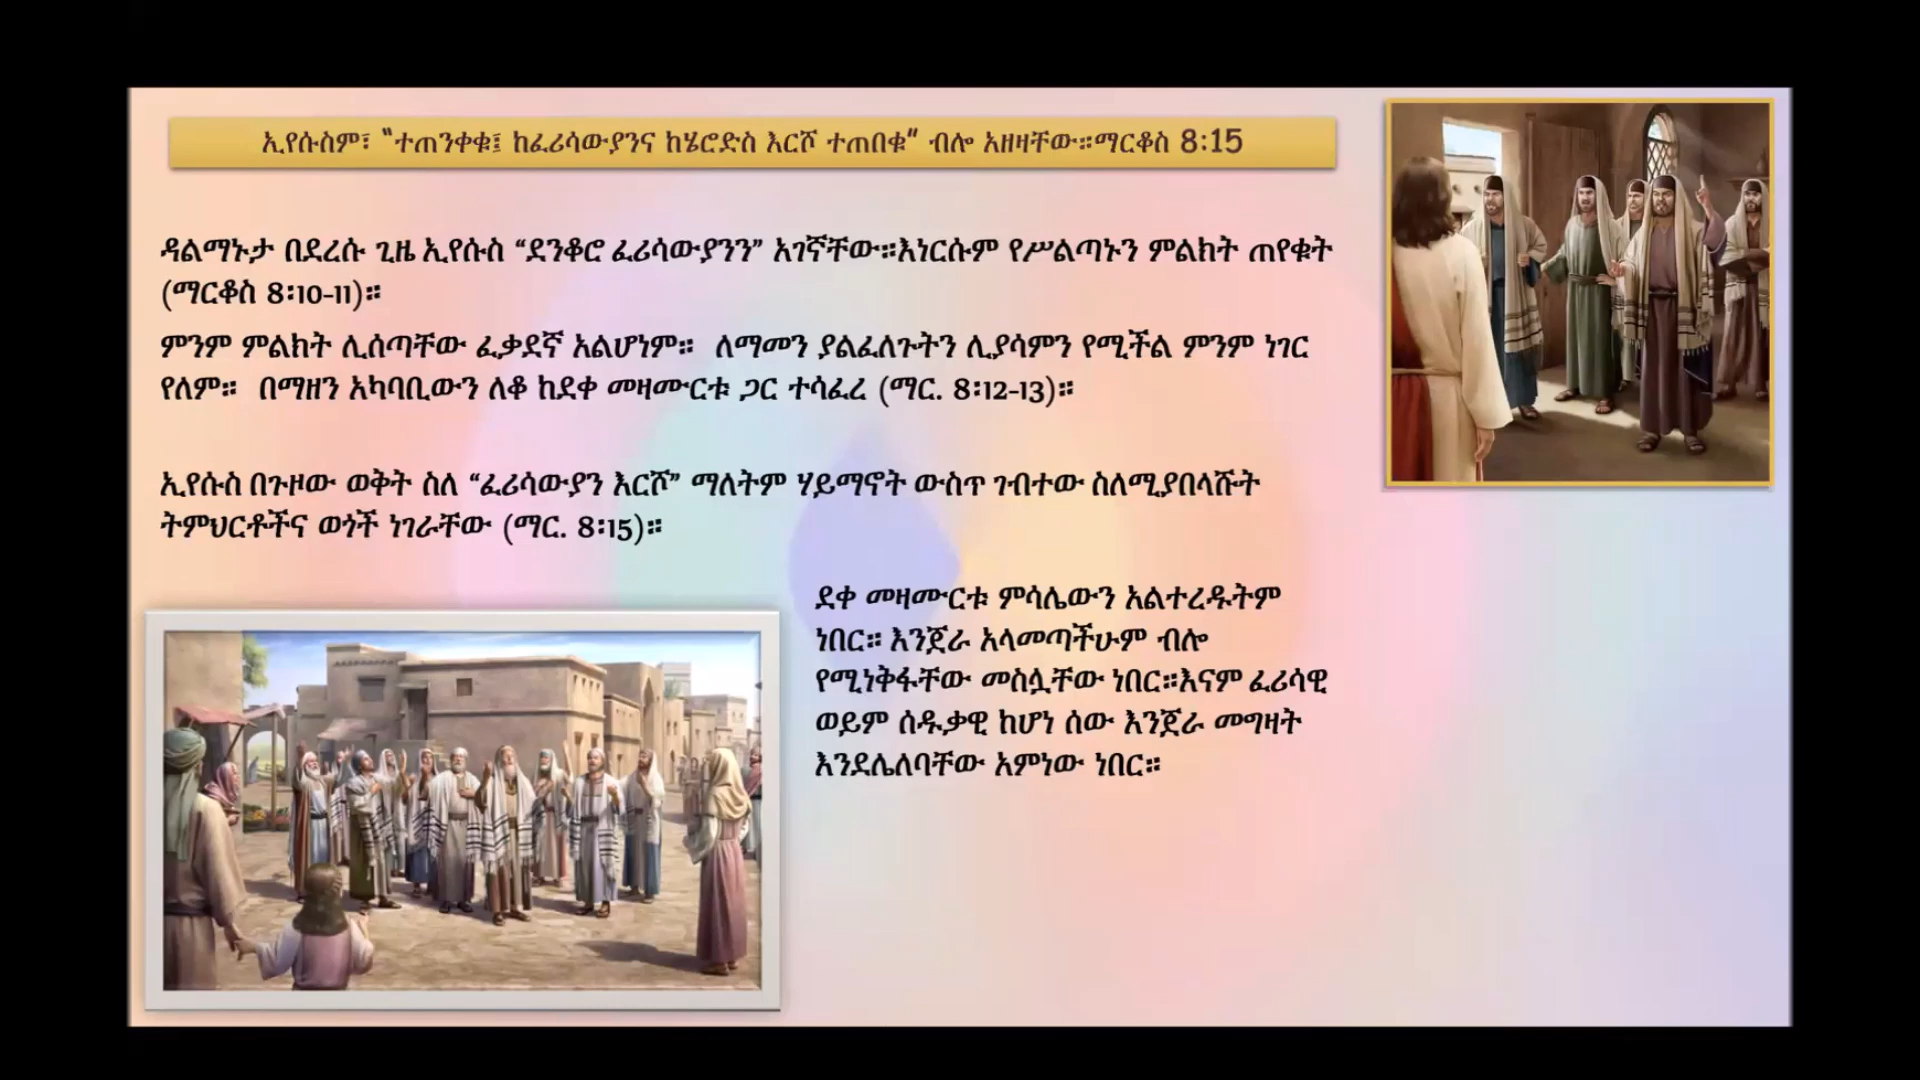 ኢየሱስም፣ “ተጠንቀቁ፤ ከፈሪሳውያንና ከሄሮድስ እርሾ ተጠበቁ” ብሎ አዘዛቸው።ማርቆስ 8:15
ዳልማኑታ በደረሱ ጊዜ ኢየሱስ “ደንቆሮ ፈሪሳውያንን” አገኛቸው።እነርሱም የሥልጣኑን ምልክት ጠየቁት
(ማርቆስ 8፡10-11)።
ምንም ምልክት ሊሰጣቸው ፈቃደኛ አልሆነም። ለማመን ያልፈለጉትን ሊያሳምን የሚችል ምንም ነገር
የለም። በማዘን አካባቢውን ለቆ ከደቀ መዛሙርቱ ጋር ተሳፈረ (ማር. 8፡12-13)።
ኢየሱስ በጉዞው ወቅት ስለ “ፈሪሳውያን እርሾ” ማለትም ሃይማኖት ውስጥ ገብተው ስለሚያበላሹት
ትምህርቶችና ወጎች ነገራቸው (ማር. 8፡15)።
ደቀ መዛሙርቱ ምሳሌውን አልተረዱትም
ነበር። እንጀራ አላመጣችሁም ብሎ
የሚነቅፋቸው መስሏቸው ነበር።እናም ፈሪሳዊ
ወይም ሰዱቃዊ ከሆነ ሰው እንጀራ መግዛት
እንደሌለባቸው አምነው ነበር።